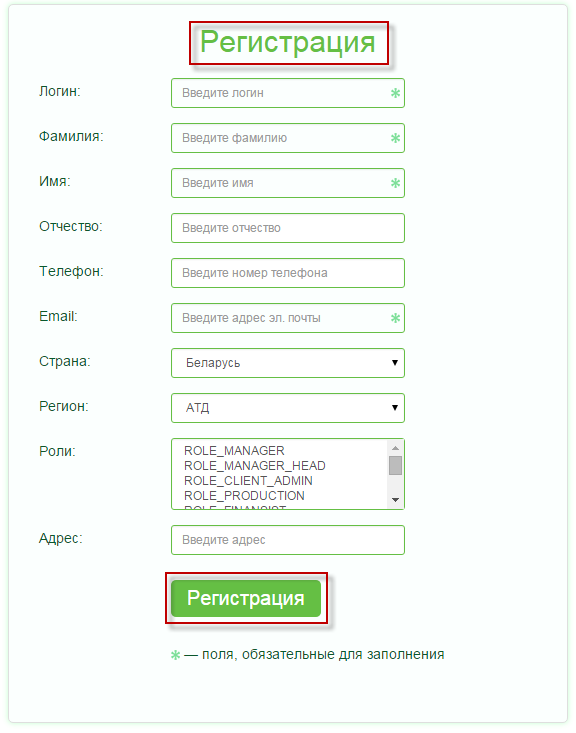 Регистрация
Логин: Введите логин *
Фамилия: Введите фамилию *
Имя: Введите имя *
Отчество: Введите отчество
Телефон: Введите номер телефона
Email: Введите адрес эл. почты *
Страна: Беларусь
Регион: АТД
Роли: ROLE_MANAGER
ROLE_MANAGER_HEAD
ROLE_CLIENT_ADMIN
ROLE_PRODUCTION
ROLE_FINANSIST
Адрес: Введите адрес
Регистрация
* — поля, обязательные для заполнения